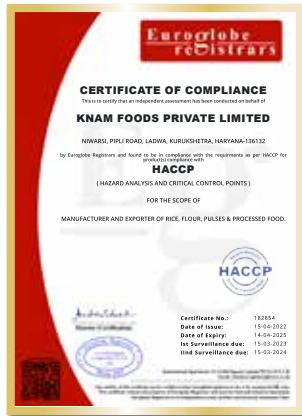 Euroglobe
registrars
CERTIFICATE OF COMPLIANCE
This is to certify that an independent assessment has been conducted on behalf of
KNAM FOODS PRIVATE LIMITED
NIWARSI, PIPLI ROAD, LADWA, KURUKSHETRA, HARYANA-136132
by Euroglobe Registrars and found to be in compliance with the requirments as per HACCP for
product(s) compliance with
HACCP
( HAZARD ANALYSIS AND CRITICAL CONTROL POINTS )
FOR THE SCOPE OF
MANUFACTURER AND EXPORTER OF RICE, FLOUR, PULSES & PROCESSED FOOD.
HACCP
Certificate No.: 182854
Date of Issue: 15-04-2022
Date of Expiry: 14-04-2025
Ist Surveillance due: 15-03-2023
IInd Surveillance due: 15-03-2024